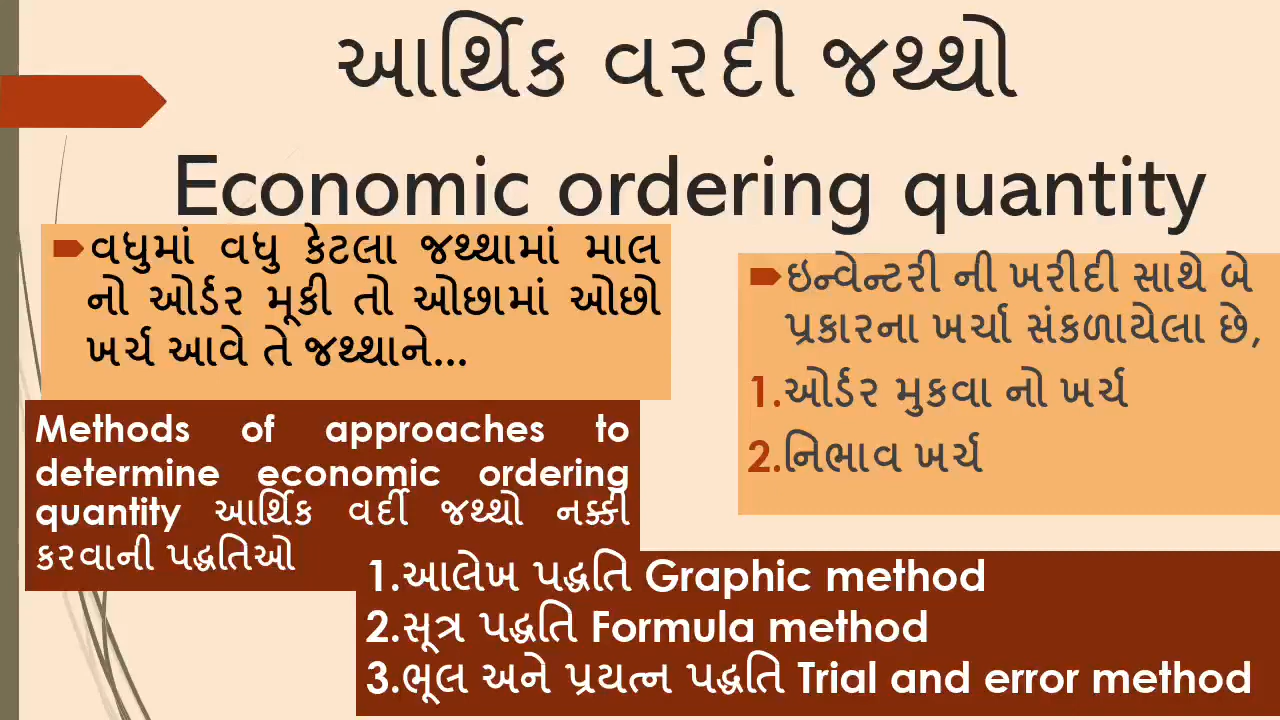 આર્થિક વરદી જથ્થો
Economic ordering quantity
વધુમાં વધુ કેટલા જથ્થામાં માલ
નો ઓર્ડર મૂકી તો ઓછામાં ઓછો
ખર્ચ આવે તે જથ્થાને...
ઇન્વેન્ટરી ની ખરીદી સાથે બે
પ્રકારના ખર્ચા સંકળાયેલા છે,
1.ઓર્ડર મુકવા નો ખર્ચ
2.નિભાવ ખર્ચ
Methods of approaches to
determine economic ordering
quantity આર્થિક વર્દી જથ્થો નક્કી
કરવાની પદ્ધતિઓ
1.આલેખ પદ્ધતિ Graphic method
2.સૂત્ર પદ્ધતિ Formula method
3.ભૂલ અને પ્રયત્ન પદ્ધતિ Trial and error method